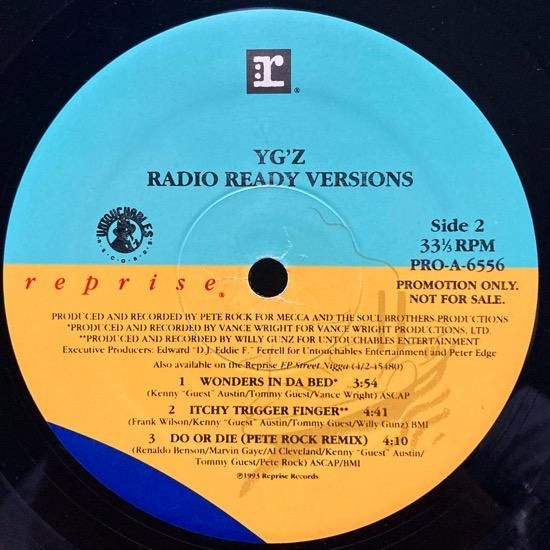 r
YG'Z
RADIO READY VERSIONS
UNTOUCHABLES
RECORDS
Side 2
33⅓ RPM
PRO-A-6556
reprise®
PROMOTION ONLY.
NOT FOR SALE.
PRODUCED AND RECORDED BY PETE ROCK FOR MECCA AND THE SOUL BROTHERS PRODUCTIONS
*PRODUCED AND RECORDED BY VANCE WRIGHT FOR VANCE WRIGHT PRODUCTIONS, LTD.
**PRODUCED AND RECORDED BY WILLY GUNZ FOR UNTOUCHABLES ENTERTAINMENT
Executive Producers: Edward "D.J. Eddie F." Ferrell for Untouchables Entertainment and Peter Edge
Also available on the Reprise EP Street Nigga (4/2-45480)
1 WONDERS IN DA BED* 3:54
(Kenny "Guest" Austin/Tommy Guest/Vance Wright) ASCAP
2 ITCHY TRIGGER FINGER** 4:41
(Frank Wilson/Kenny "Guest" Austin/Tommy Guest/Willy Gunz) BMI
3 DO OR DIE (PETE ROCK REMIX) 4:10
(Renaldo Benson/Marvin Gaye/Al Cleveland/Kenny "Guest" Austin/
Tommy Guest/Pete Rock) ASCAP/BMI
℗1993 Reprise Records